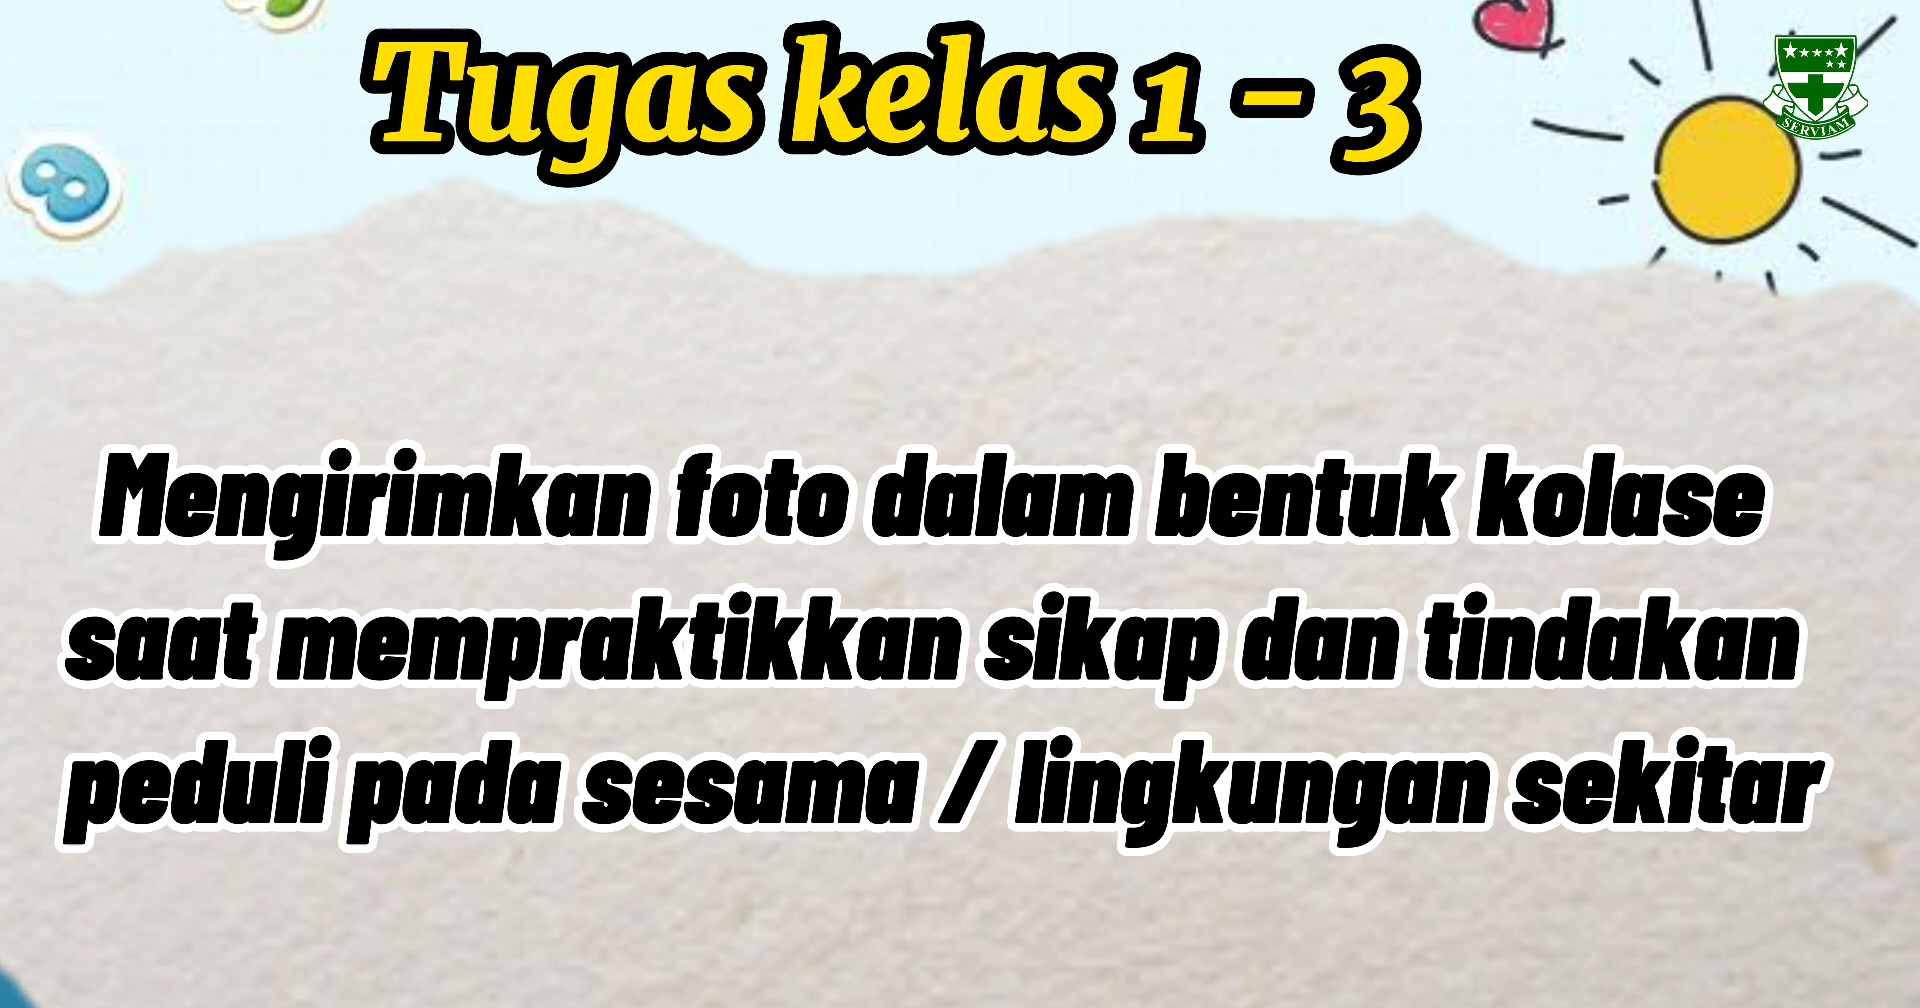 Tugas kelas 1 - 3
SERVIAM
Mengirimkan foto dalam bentuk kolase
saat mempraktikkan sikap dan tindakan
peduli pada sesama / lingkungan sekitar